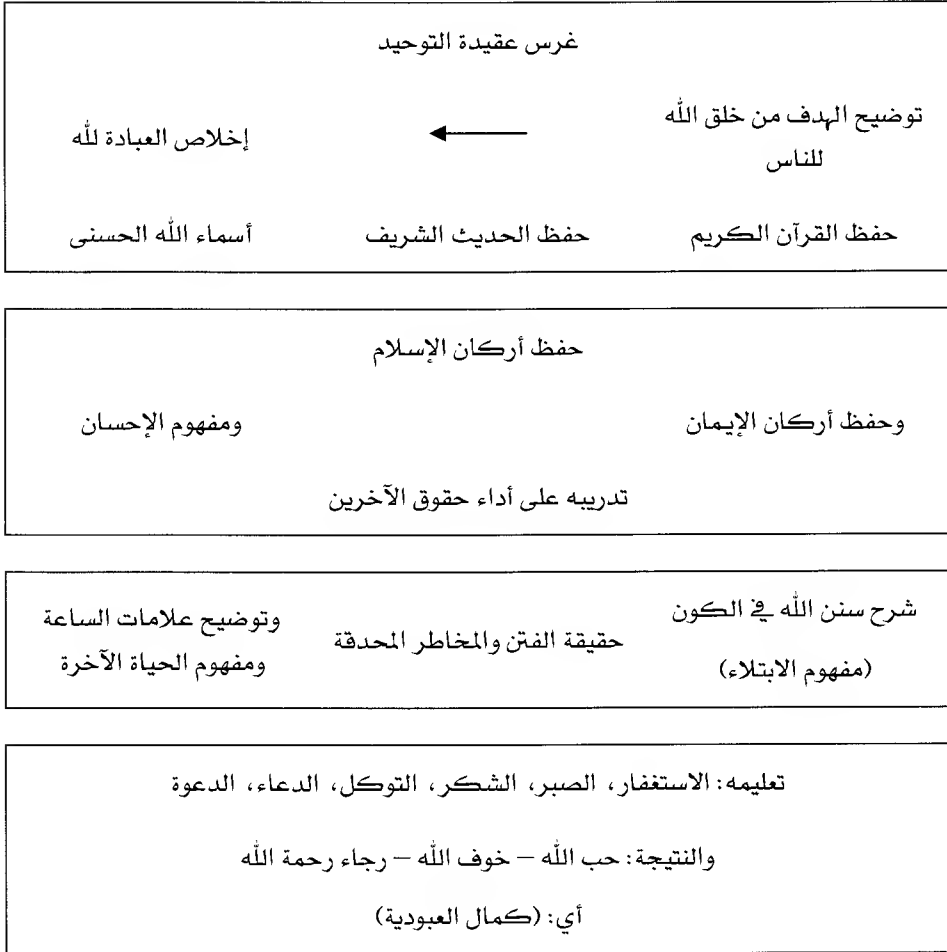 غرس عقيدة التوحيد
توضيح الهدف من خلق الله
للناس
إخلاص العبادة لله
حفظ القرآن الكريم
حفظ الحديث الشريف
أسماء الله الحسنى
حفظ أركان الإسلام
وحفظ أركان الإيمان
ومفهوم الإحسان
تدريبه على أداء حقوق الآخرين
شرح سنن الله في الكون
(مفهوم الابتلاء)
حقيقة الفتن والمخاطر المحدقة
وتوضيح علامات الساعة
ومفهوم الحياة الآخرة
تعليمه: الاستغفار، الصبر، الشكر، التوكل، الدعاء، الدعوة
والنتيجة: حب الله – خوف الله – رجاء رحمة الله
أي: (كمال العبودية)